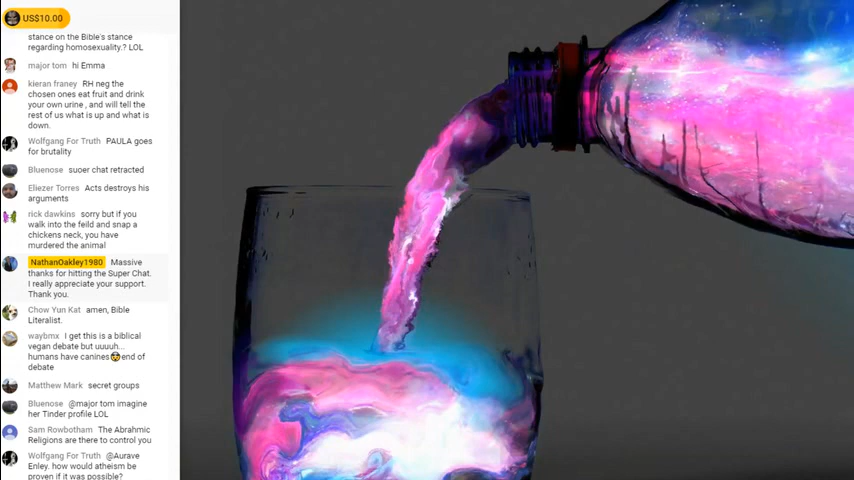 US$10.00
stance on the Bible's stance
regarding homosexuality.? LOL
major tom hi Emma
kieran franey RH neg the
chosen ones eat fruit and drink
your own urine , and will tell the
rest of us what is up and what is
down.
Wolfgang For Truth PAULA goes
for brutality
Bluenose suoer chat retracted
Eliezer Torres Acts destroys his
arguments
rick dawkins sorry but if you
walk into the feild and snap a
chickens neck, you have
murdered the animal
NathanOakley1980 Massive
thanks for hitting the Super Chat.
I really appreciate your support.
Thank you.
Chow Yun Kat amen, Bible
Literalist.
waybmx I get this is a biblical
vegan debate but uuuuh...
humans have canines😨end of
debate
Matthew Mark secret groups
Bluenose @major tom imagine
her Tinder profile LOL
Sam Rowbotham The Abrahmic
Religions are there to control you
Wolfgang For Truth @Aurave
Enley. how would atheism be
proven if it was possible?